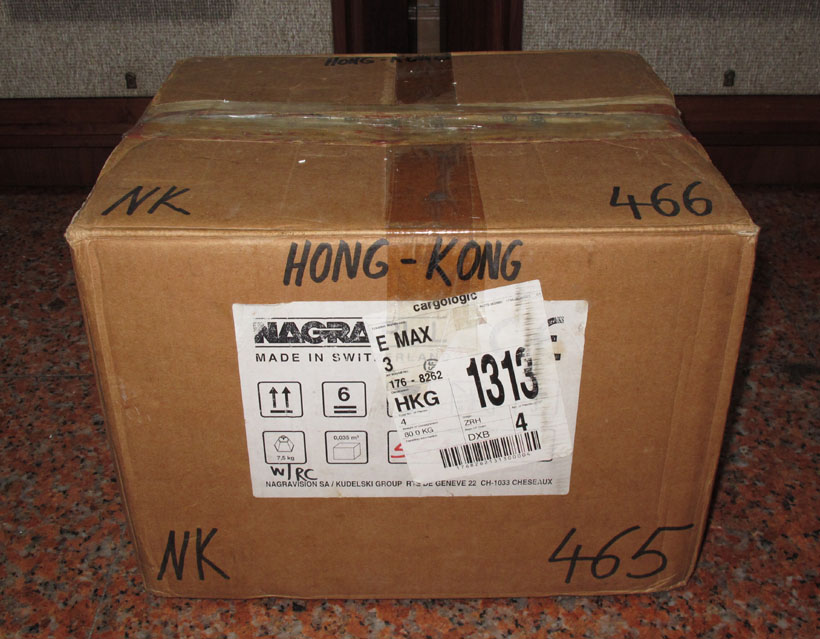 HONG-KONG
NK
466
HONG-KONG
cargologic
NAGRA
E
MADE IN SWIT
E MAX
3
176 - 8262
1313
HKG
6
4
ZRH
4
80.0 KG
DXB
0,035 m³
7,5 kg
W/RC
NAGRAVISION SA / KUDELSKI GROUP
DE GENEVE 22 CH-1033 CHESEAUX
NK
465